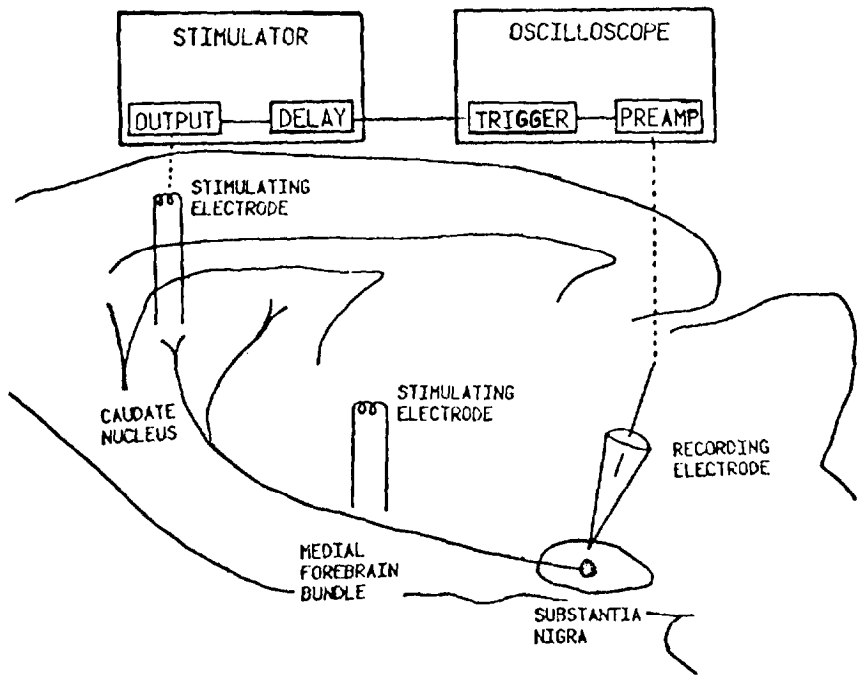 STIMULATOR
OSCILLOSCOPE
OUTPUT
DELAY
TRIGGER
PREAMP
STIMULATING
ELECTRODE
STIMULATING
ELECTRODE
CAUDATE
NUCLEUS
RECORDING
ELECTRODE
MEDIAL
FOREBRAIN
BUNDLE
SUBSTANTIA
NIGRA